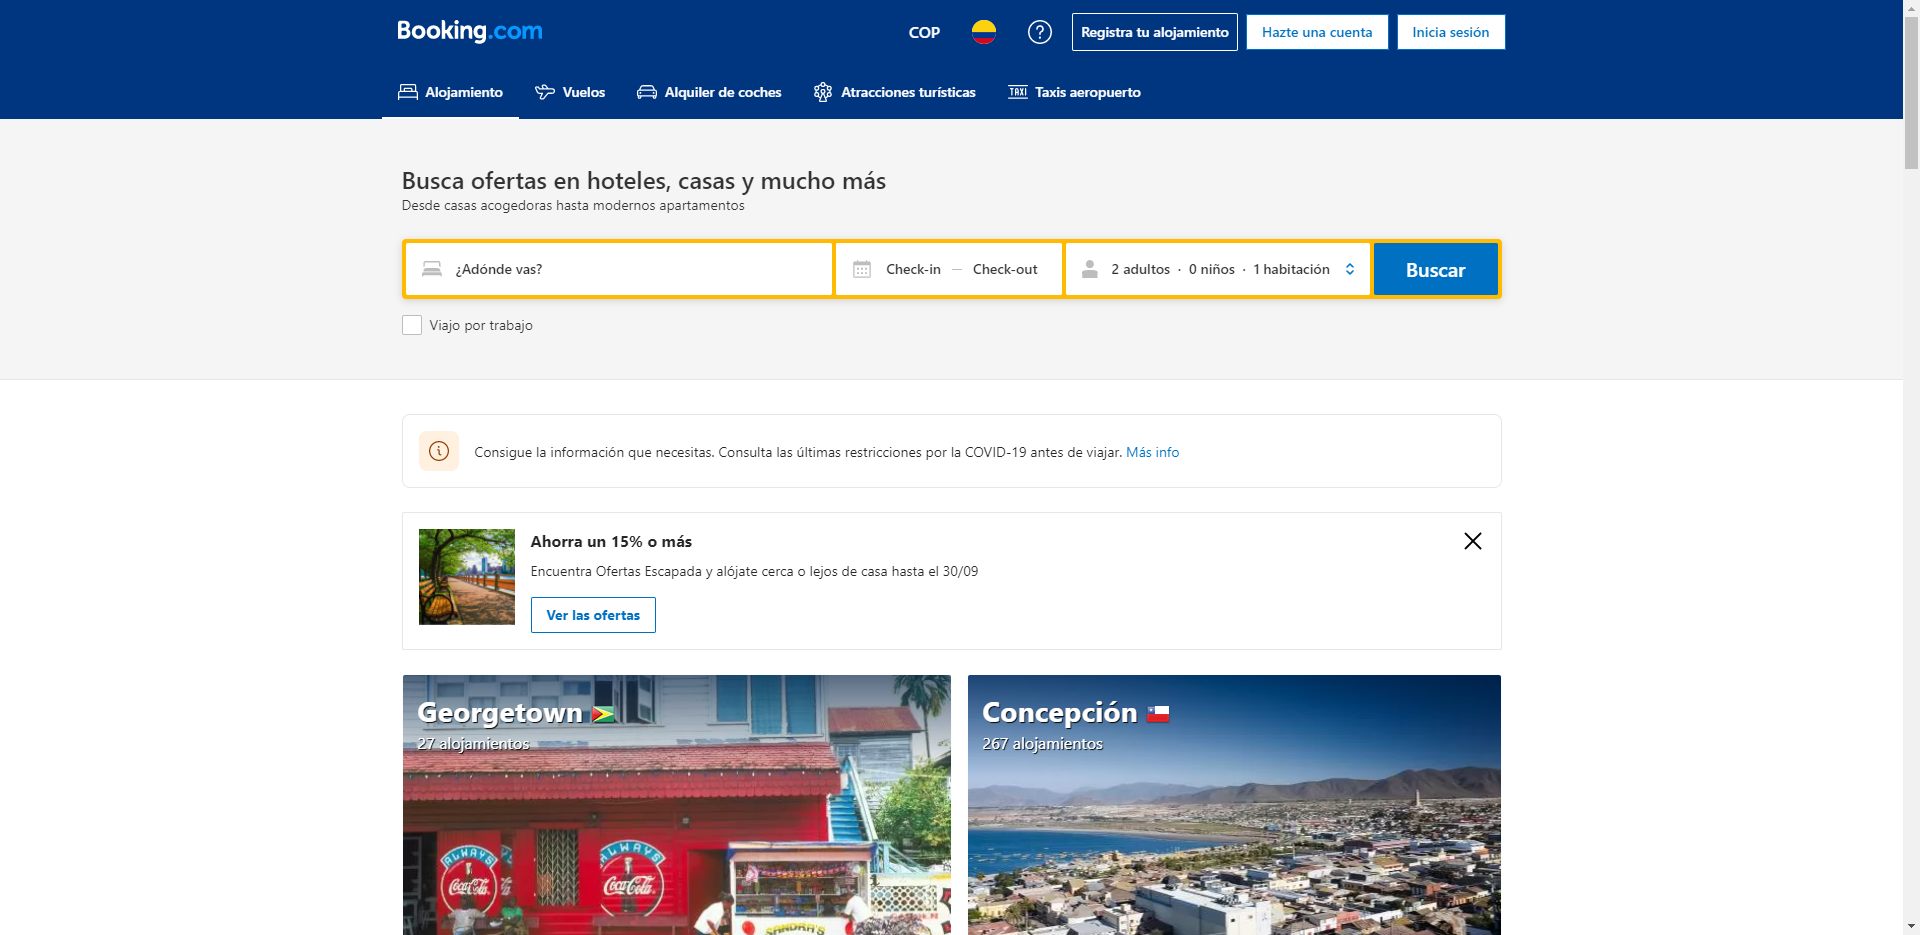 Booking.com
COP
Registra tu alojamiento
Hazte una cuenta
Inicia sesión
Alojamiento
Vuelos
Alquiler de coches
Atracciones turísticas
TAXI
Taxis aeropuerto
Busca ofertas en hoteles, casas y mucho más
Desde casas acogedoras hasta modernos apartamentos
¿Adónde vas?
Check-in — Check-out
2 adultos · 0 niños · 1 habitación
Buscar
Viajo por trabajo
Consigue la información que necesitas. Consulta las últimas restricciones por la COVID-19 antes de viajar. Más info
Ahorra un 15% o más
Encuentra Ofertas Escapada y alójate cerca o lejos de casa hasta el 30/09
Ver las ofertas
Georgetown
27 alojamientos
Concepción
267 alojamientos
ALWAYS
Coca-Cola
ALWAYS
Coca-Cola
SANDRA'S